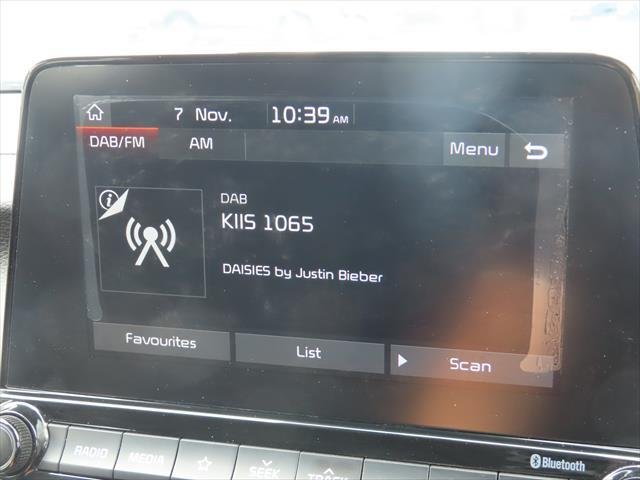 7 Nov. 10:39 AM
DAB/FM AM Menu
i
DAB
KIIS 1065
DAISIES by Justin Bieber
Favourites List Scan
Bluetooth
RADIO MEDIA SEEK TRACK